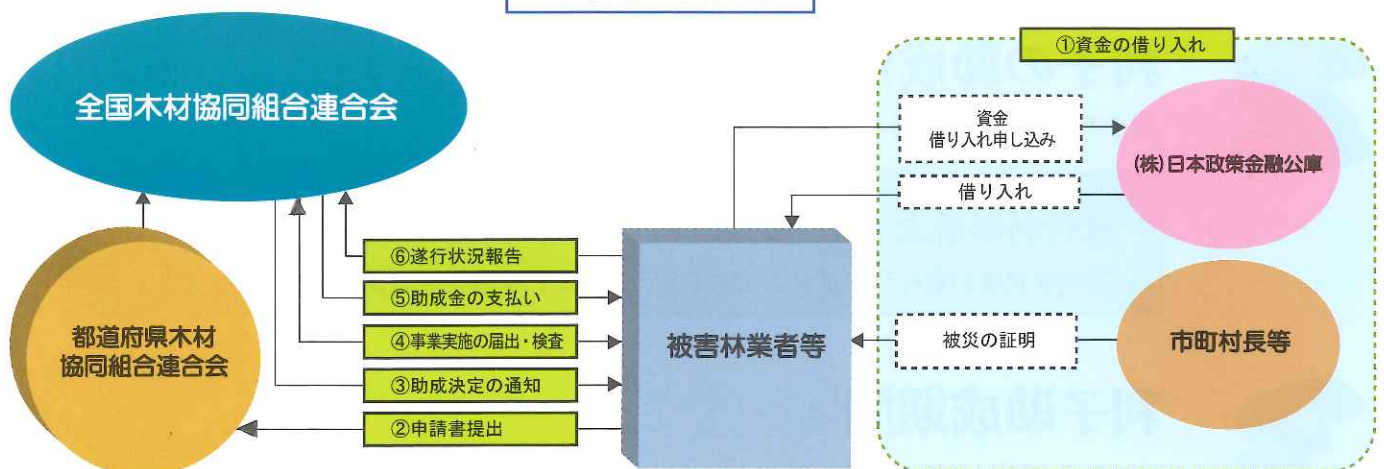 ①資金の借り入れ
全国木材協同組合連合会
資金
借り入れ申し込み
(株)日本政策金融公庫
借り入れ
⑥遂行状況報告
⑤助成金の支払い
都道府県木材
協同組合連合会
④事業実施の届出・検査
被害林業者等
被災の証明
市町村長等
③助成決定の通知
②申請書提出